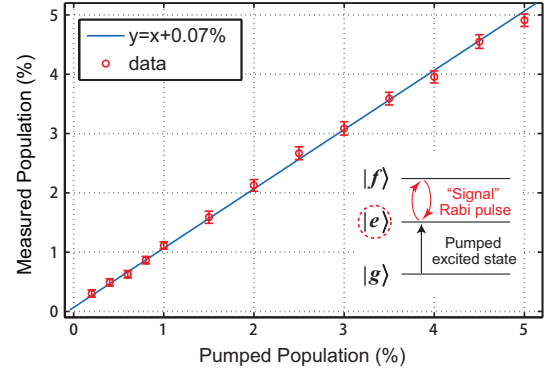 5%
4
3
2
1
0
Measured Population (%)
y=x+0.07%
data
|f⟩
"Signal"
Rabi pulse
|e⟩
Pumped
excited state
|g⟩
0 1 2 3 4 5
Pumped Population (%)